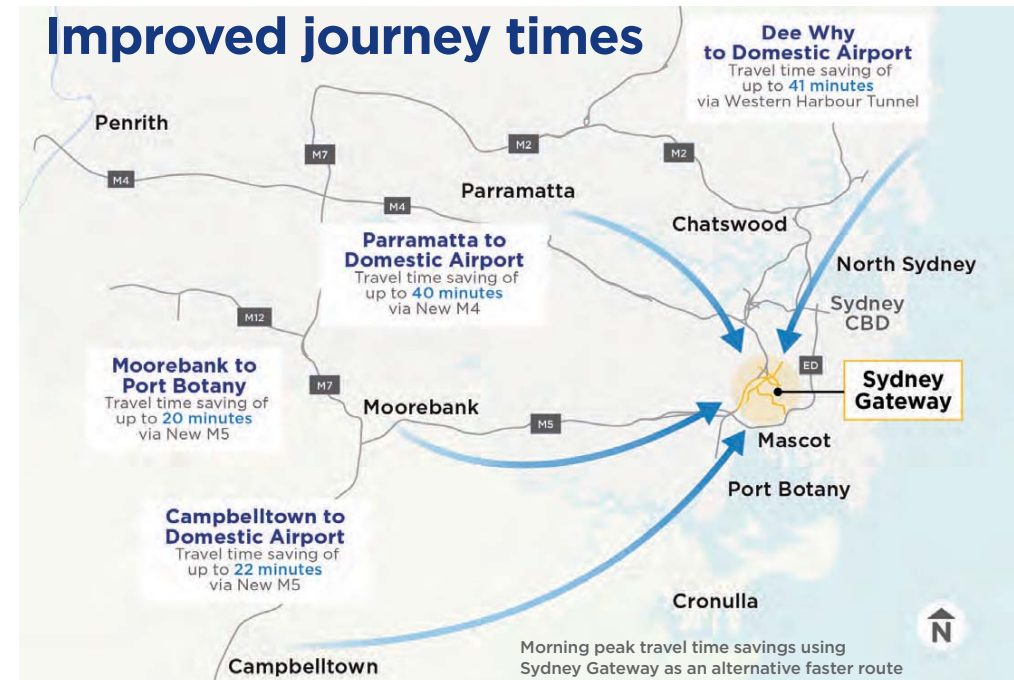 Improved journey times
Dee Why
to Domestic Airport
Travel time saving of
up to 41 minutes
via Western Harbour Tunnel
Penrith
M7
M2
M2
M4
Parramatta
M4
Chatswood
Parramatta to
Domestic Airport
Travel time saving of
up to 40 minutes
via New M4
North Sydney
Sydney
CBD
M12
Moorebank to
Port Botany
Travel time saving of
up to 20 minutes
via New M5
M7
ED
Sydney
Gateway
Moorebank
M5
Mascot
Port Botany
Campbelltown to
Domestic Airport
Travel time saving of
up to 22 minutes
via New M5
Cronulla
N
Campbelltown
Morning peak travel time savings using
Sydney Gateway as an alternative faster route